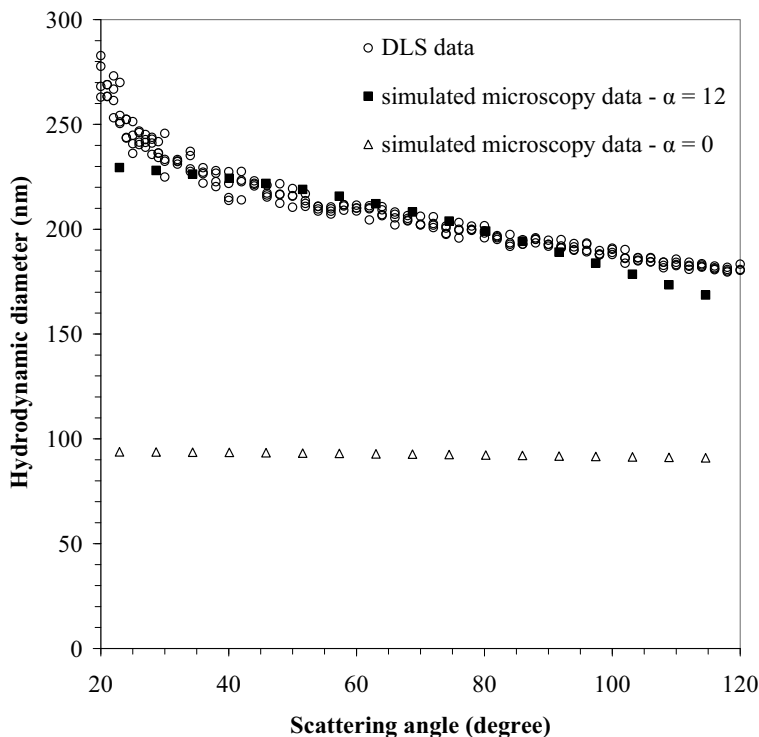 300
250
200
150
100
50
0
Hydrodynamic diameter (nm)
DLS data
simulated microscopy data - α = 12
simulated microscopy data - α = 0
20 40 60 80 100 120
Scattering angle (degree)